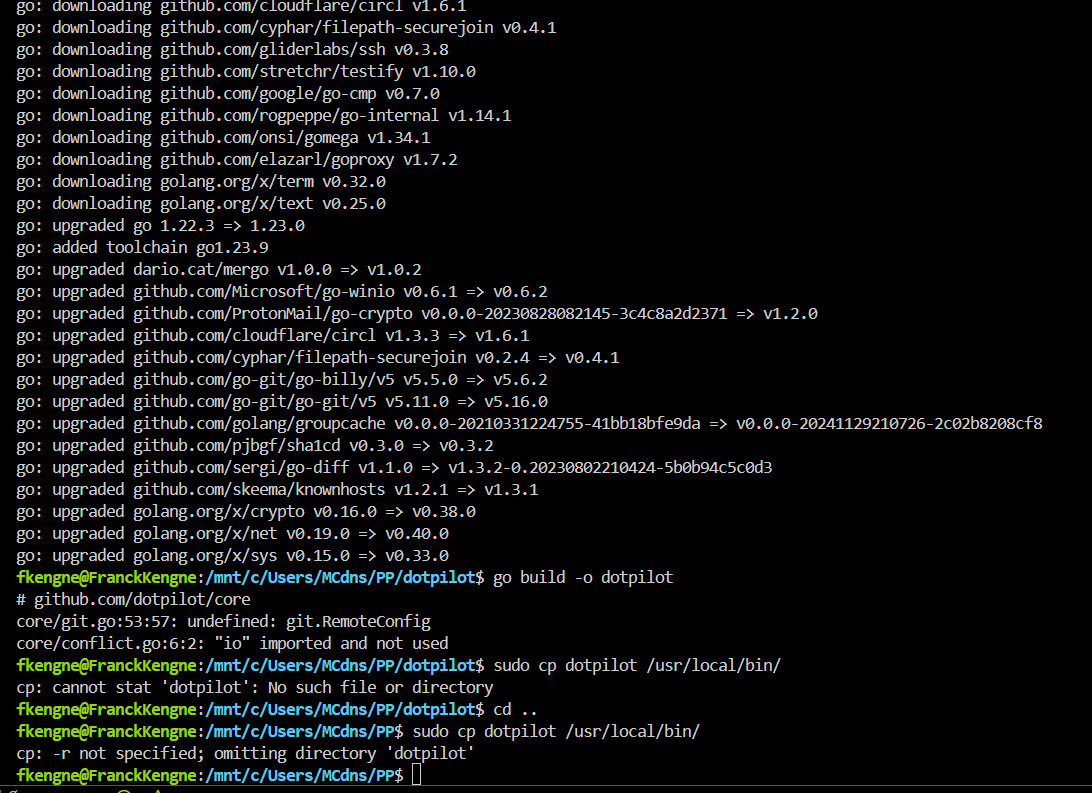 go: downloading github.com/cloudflare/circl v1.6.1
go: downloading github.com/cyphar/filepath-securejoin v0.4.1
go: downloading github.com/gliderlabs/ssh v0.3.8
go: downloading github.com/stretchr/testify v1.10.0
go: downloading github.com/google/go-cmp v0.7.0
go: downloading github.com/rogpeppe/go-internal v1.14.1
go: downloading github.com/onsi/gomega v1.34.1
go: downloading github.com/elazarl/goproxy v1.7.2
go: downloading golang.org/x/term v0.32.0
go: downloading golang.org/x/text v0.25.0
go: upgraded go 1.22.3 => 1.23.0
go: added toolchain go1.23.9
go: upgraded dario.cat/mergo v1.0.0 => v1.0.2
go: upgraded github.com/Microsoft/go-winio v0.6.1 => v0.6.2
go: upgraded github.com/ProtonMail/go-crypto v0.0.0-20230828082145-3c4c8a2d2371 => v1.2.0
go: upgraded github.com/cloudflare/circl v1.3.3 => v1.6.1
go: upgraded github.com/cyphar/filepath-securejoin v0.2.4 => v0.4.1
go: upgraded github.com/go-git/go-billy/v5 v5.5.0 => v5.6.2
go: upgraded github.com/go-git/go-git/v5 v5.11.0 => v5.16.0
go: upgraded github.com/golang/groupcache v0.0.0-20210331224755-41bb18bfe9da => v0.0.0-20241129210726-2c02b8208cf8
go: upgraded github.com/pjbgf/sha1cd v0.3.0 => v0.3.2
go: upgraded github.com/sergi/go-diff v1.1.0 => v1.3.2-0.20230802210424-5b0b94c5c0d3
go: upgraded github.com/skeema/knownhosts v1.2.1 => v1.3.1
go: upgraded golang.org/x/crypto v0.16.0 => v0.38.0
go: upgraded golang.org/x/net v0.19.0 => v0.40.0
go: upgraded golang.org/x/sys v0.15.0 => v0.33.0
fkengne@FranckKengne:/mnt/c/Users/MCdns/PP/dotpilot$ go build -o dotpilot
# github.com/dotpilot/core
core/git.go:53:57: undefined: git.RemoteConfig
core/conflict.go:6:2: "io" imported and not used
fkengne@FranckKengne:/mnt/c/Users/MCdns/PP/dotpilot$ sudo cp dotpilot /usr/local/bin/
cp: cannot stat 'dotpilot': No such file or directory
fkengne@FranckKengne:/mnt/c/Users/MCdns/PP/dotpilot$ cd ..
fkengne@FranckKengne:/mnt/c/Users/MCdns/PP$ sudo cp dotpilot /usr/local/bin/
cp: -r not specified; omitting directory 'dotpilot'
fkengne@FranckKengne:/mnt/c/Users/MCdns/PP$